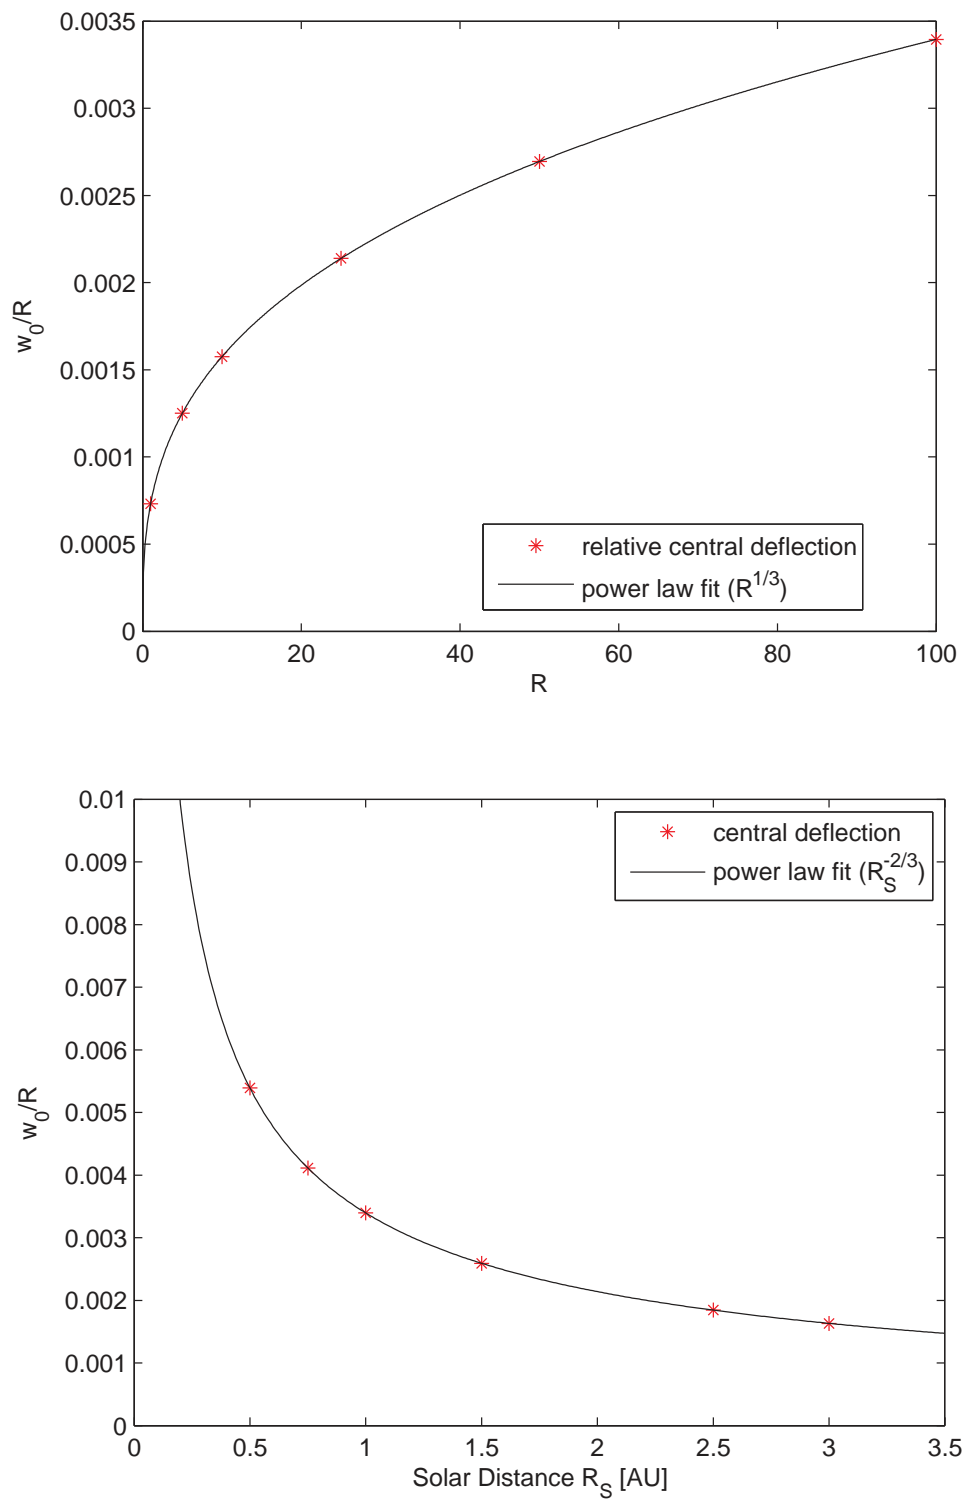 0.0035
0.003
0.0025
0.002
0.0015
0.001
0.0005
0
w0/R
0 20 40 60 80 100
R
relative central deflection
power law fit (R^1/3)
0.01
0.009
0.008
0.007
0.006
0.005
0.004
0.003
0.002
0.001
0
w0/R
0 0.5 1 1.5 2 2.5 3 3.5
Solar Distance RS [AU]
central deflection
power law fit (RS^-2/3)